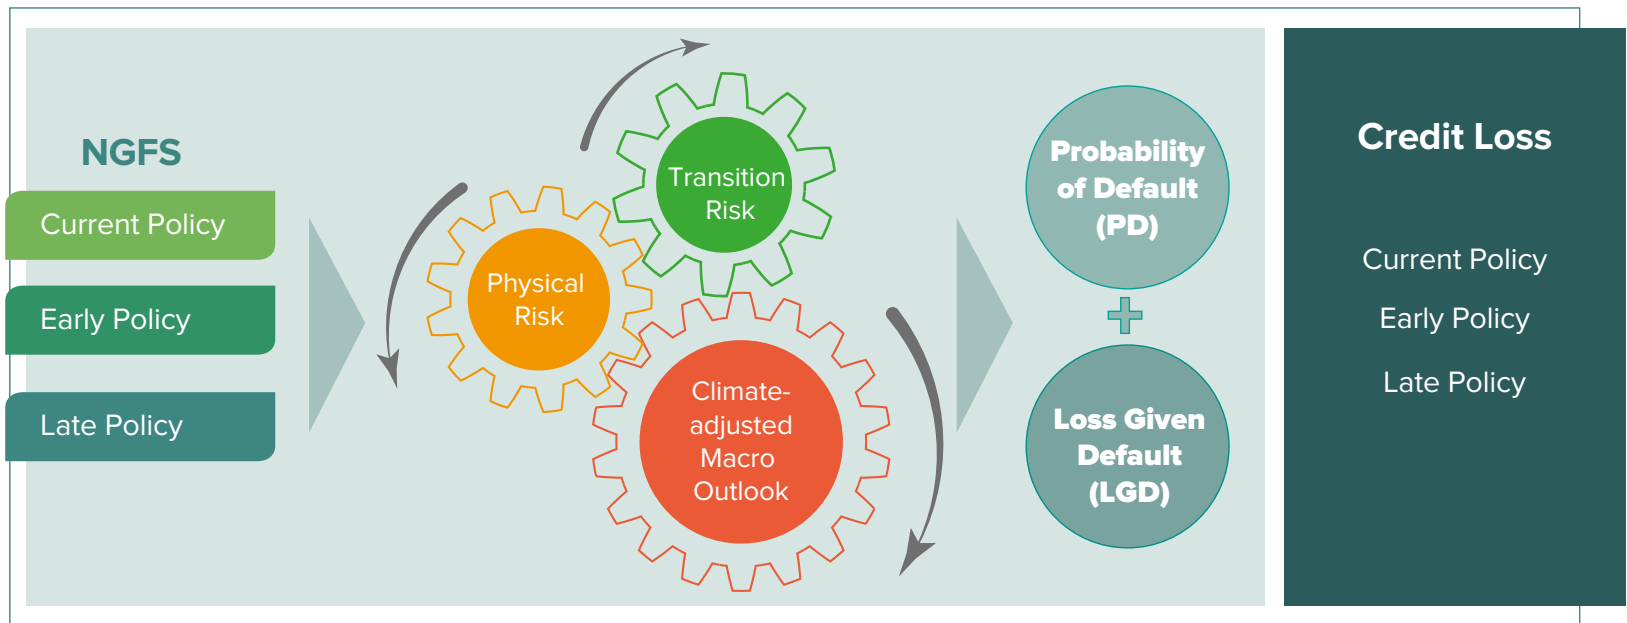 NGFS
Current Policy
Early Policy
Late Policy
Physical
Risk
Transition
Risk
Climate-
adjusted
Macro
Outlook
Probability
of Default
(PD)
+
Loss Given
Default
(LGD)
Credit Loss
Current Policy
Early Policy
Late Policy